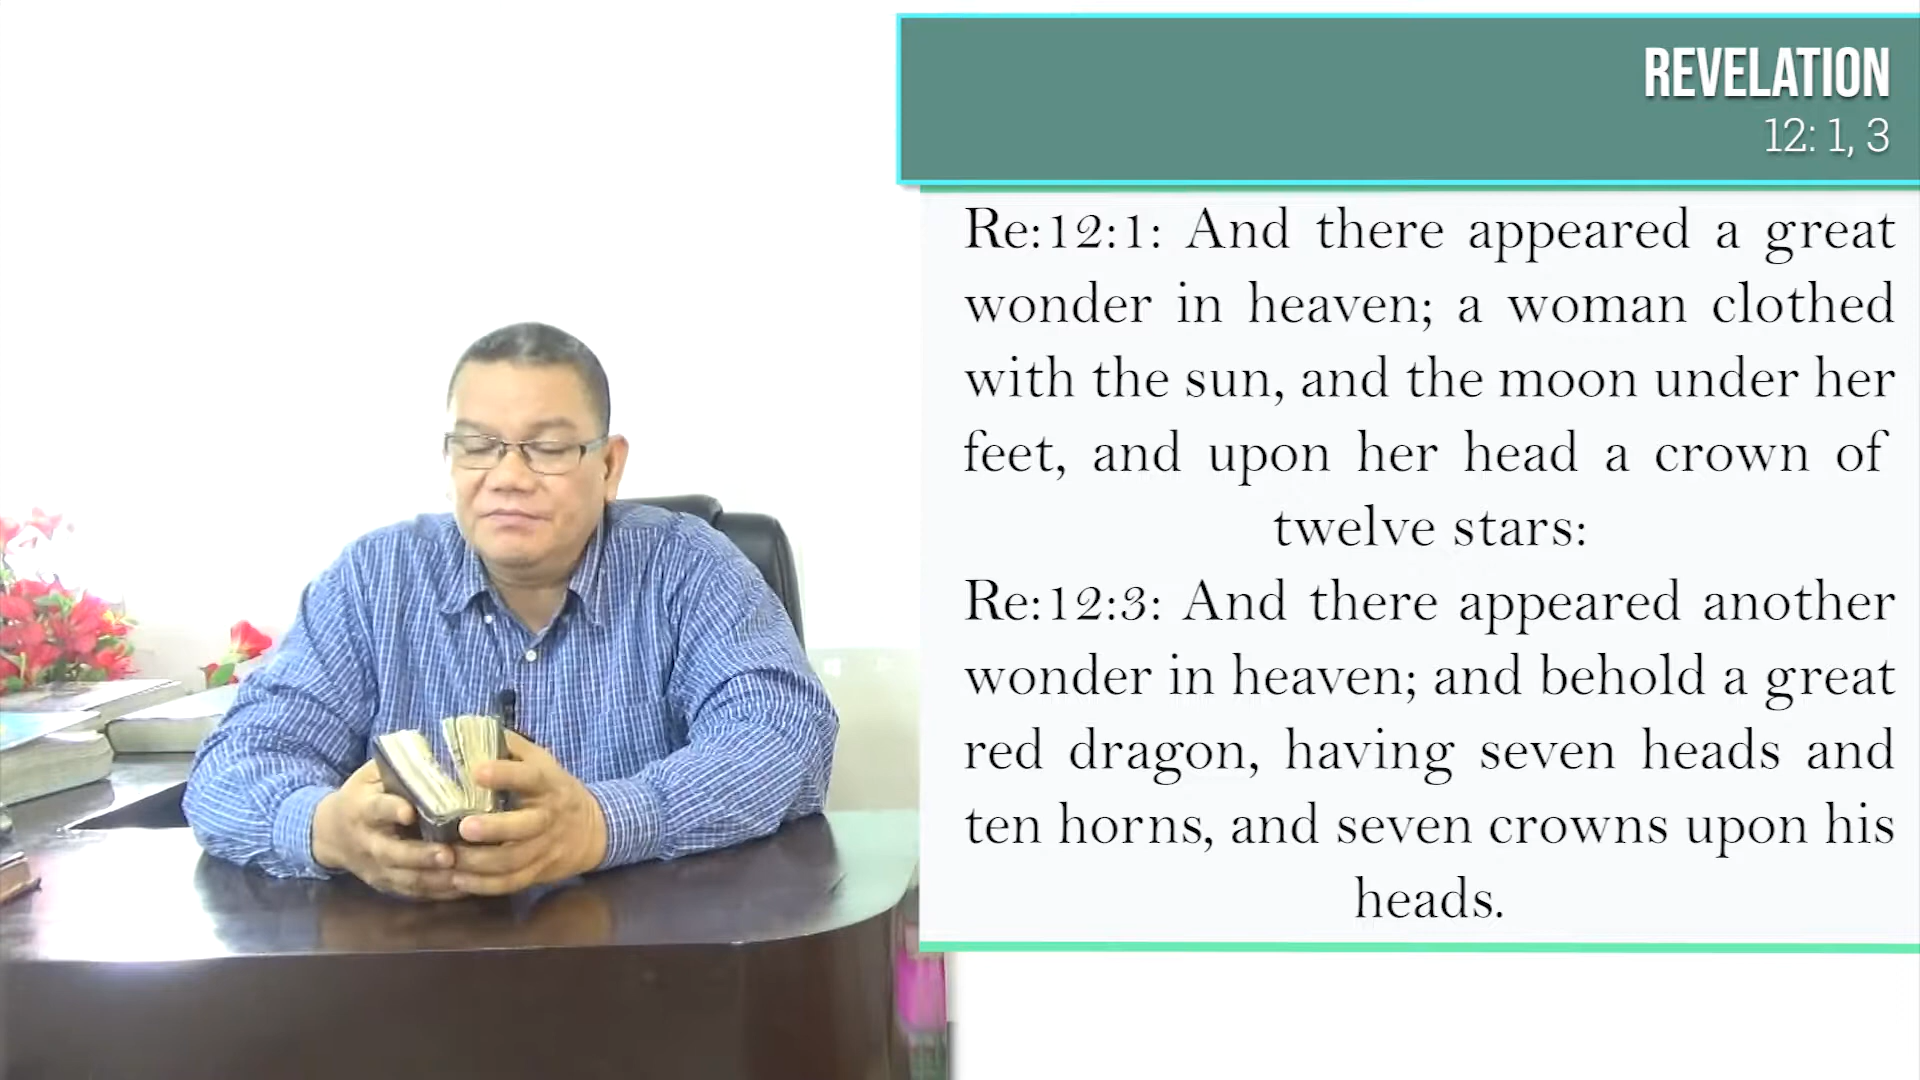 REVELATION
12: 1, 3
Re:12:1: And there appeared a great
wonder in heaven; a woman clothed
with the sun, and the moon under her
feet, and upon her head a crown of
twelve stars:
Re:12:3: And there appeared another
wonder in heaven; and behold a great
red dragon, having seven heads and
ten horns, and seven crowns upon his
heads.